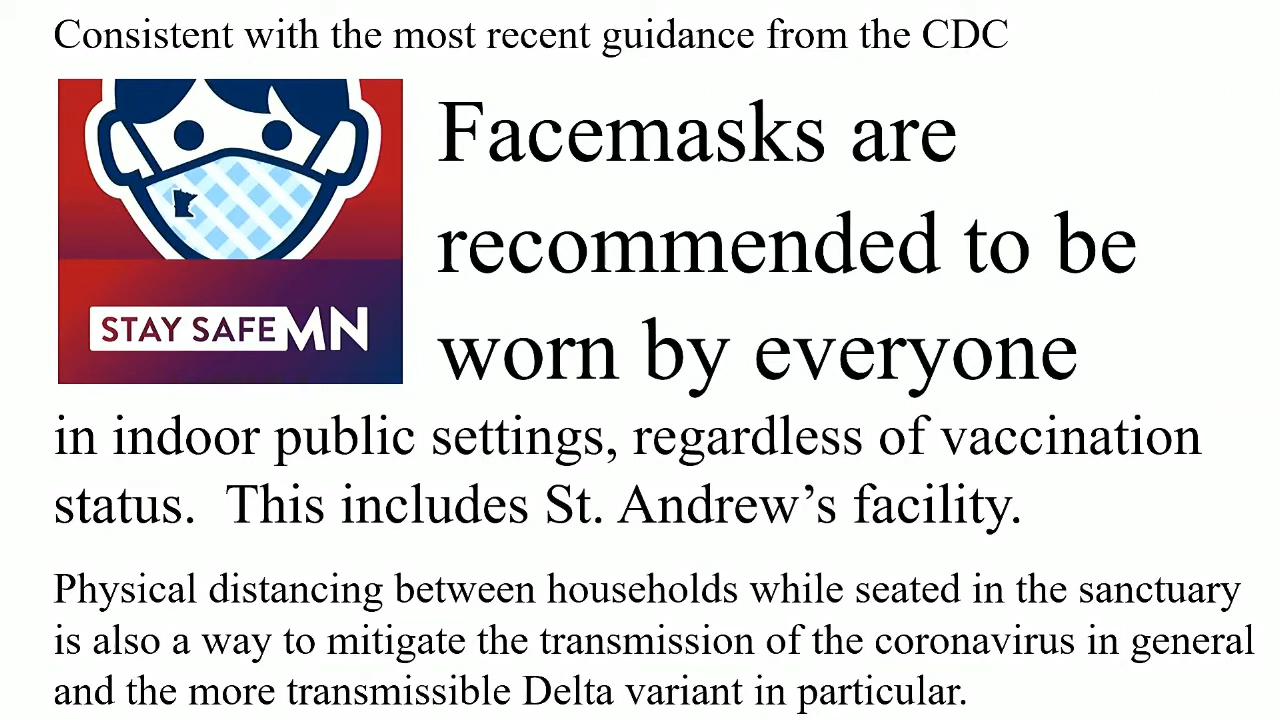 Consistent with the most recent guidance from the CDC
STAY SAFE MN
Facemasks are
recommended to be
worn by everyone
in indoor public settings, regardless of vaccination
status.  This includes St. Andrew’s facility.
Physical distancing between households while seated in the sanctuary
is also a way to mitigate the transmission of the coronavirus in general
and the more transmissible Delta variant in particular.